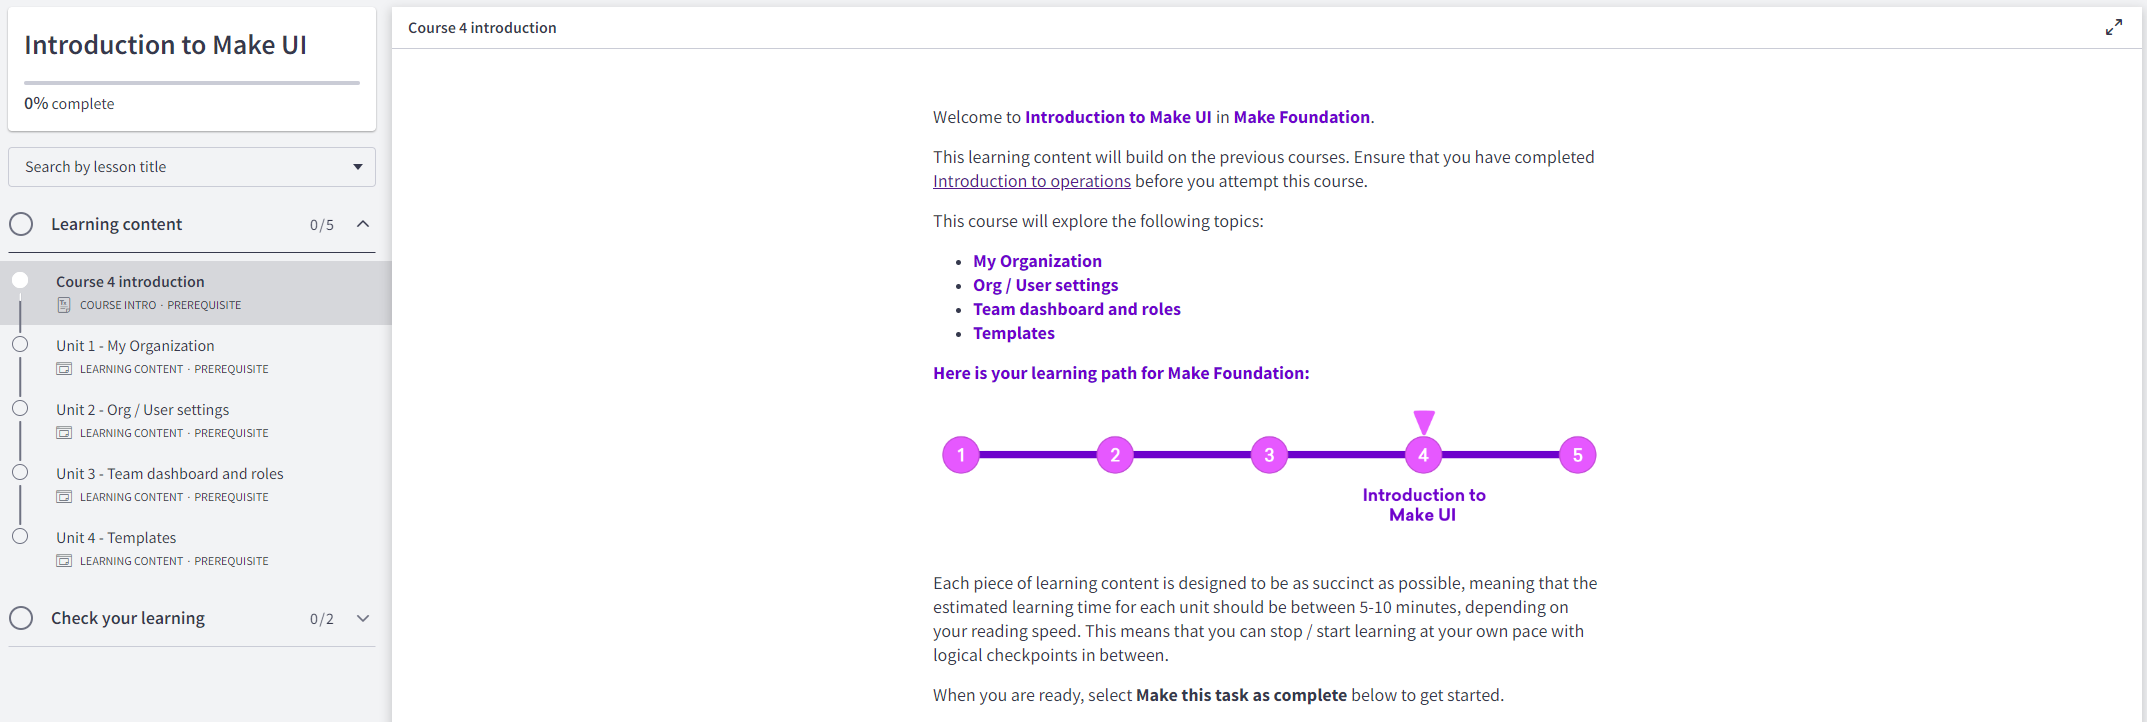 Introduction to Make UI
0% complete
Search by lesson title
Learning content 0/5
Course 4 introduction
COURSE INTRO · PREREQUISITE
Unit 1 - My Organization
LEARNING CONTENT · PREREQUISITE
Unit 2 - Org / User settings
LEARNING CONTENT · PREREQUISITE
Unit 3 - Team dashboard and roles
LEARNING CONTENT · PREREQUISITE
Unit 4 - Templates
LEARNING CONTENT · PREREQUISITE
Check your learning 0/2
Course 4 introduction
Welcome to Introduction to Make UI in Make Foundation.
This learning content will build on the previous courses. Ensure that you have completed
Introduction to operations before you attempt this course.
This course will explore the following topics:
• My Organization
• Org / User settings
• Team dashboard and roles
• Templates
Here is your learning path for Make Foundation:
1 2 3 4 5
Introduction to
Make UI
Each piece of learning content is designed to be as succinct as possible, meaning that the
estimated learning time for each unit should be between 5-10 minutes, depending on
your reading speed. This means that you can stop / start learning at your own pace with
logical checkpoints in between.
When you are ready, select Make this task as complete below to get started.